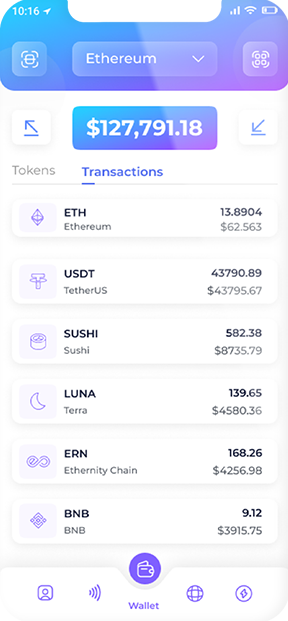 10:16
Ethereum
$127,791.18
Tokens
Transactions
ETH
13.8904
Ethereum
$62.563
USDT
43790.89
TetherUS
$43795.67
SUSHI
582.38
Sushi
$8735.79
LUNA
139.65
Terra
$4580.36
ERN
168.26
Ethernity Chain
$4256.98
BNB
9.12
BNB
$3915.75
Wallet